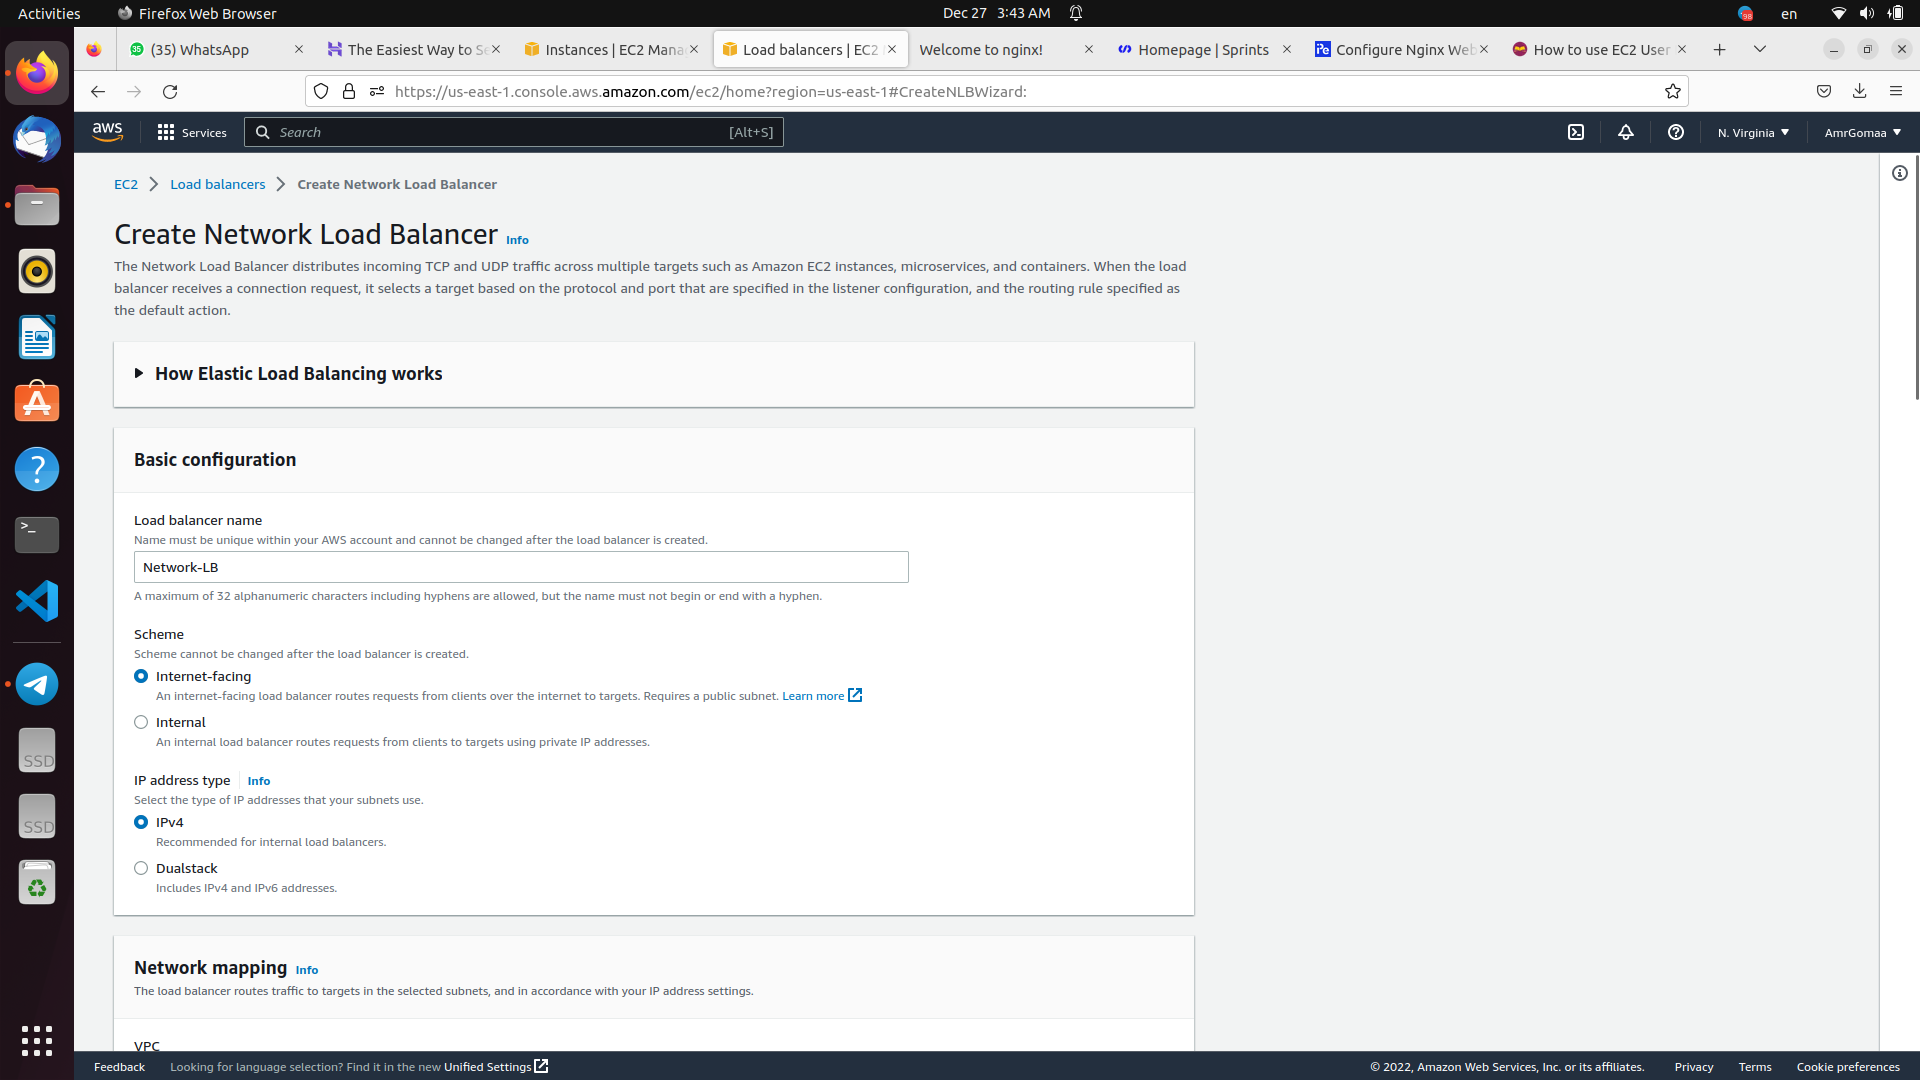 Activities
Firefox Web Browser
Dec 27 3:43 AM
98
en
35 (35) WhatsApp
The Easiest Way to Se
Instances | EC2 Mana
Load balancers | EC2
Welcome to nginx!
Homepage | Sprints
Configure Nginx Web
How to use EC2 User
https://us-east-1.console.aws.amazon.com/ec2/home?region=us-east-1#CreateNLBWizard:
aws
Services
Search
[Alt+S]
N. Virginia
AmrGomaa
EC2 Load balancers Create Network Load Balancer
Create Network Load Balancer Info
The Network Load Balancer distributes incoming TCP and UDP traffic across multiple targets such as Amazon EC2 instances, microservices, and containers. When the load
balancer receives a connection request, it selects a target based on the protocol and port that are specified in the listener configuration, and the routing rule specified as
the default action.
How Elastic Load Balancing works
Basic configuration
Load balancer name
Name must be unique within your AWS account and cannot be changed after the load balancer is created.
Network-LB
A maximum of 32 alphanumeric characters including hyphens are allowed, but the name must not begin or end with a hyphen.
Scheme
Scheme cannot be changed after the load balancer is created.
Internet-facing
An internet-facing load balancer routes requests from clients over the internet to targets. Requires a public subnet. Learn more
Internal
An internal load balancer routes requests from clients to targets using private IP addresses.
IP address type Info
Select the type of IP addresses that your subnets use.
IPv4
Recommended for internal load balancers.
Dualstack
Includes IPv4 and IPv6 addresses.
Network mapping Info
The load balancer routes traffic to targets in the selected subnets, and in accordance with your IP address settings.
VPC
SSD
SSD
Feedback
Looking for language selection? Find it in the new Unified Settings
© 2022, Amazon Web Services, Inc. or its affiliates.
Privacy
Terms
Cookie preferences